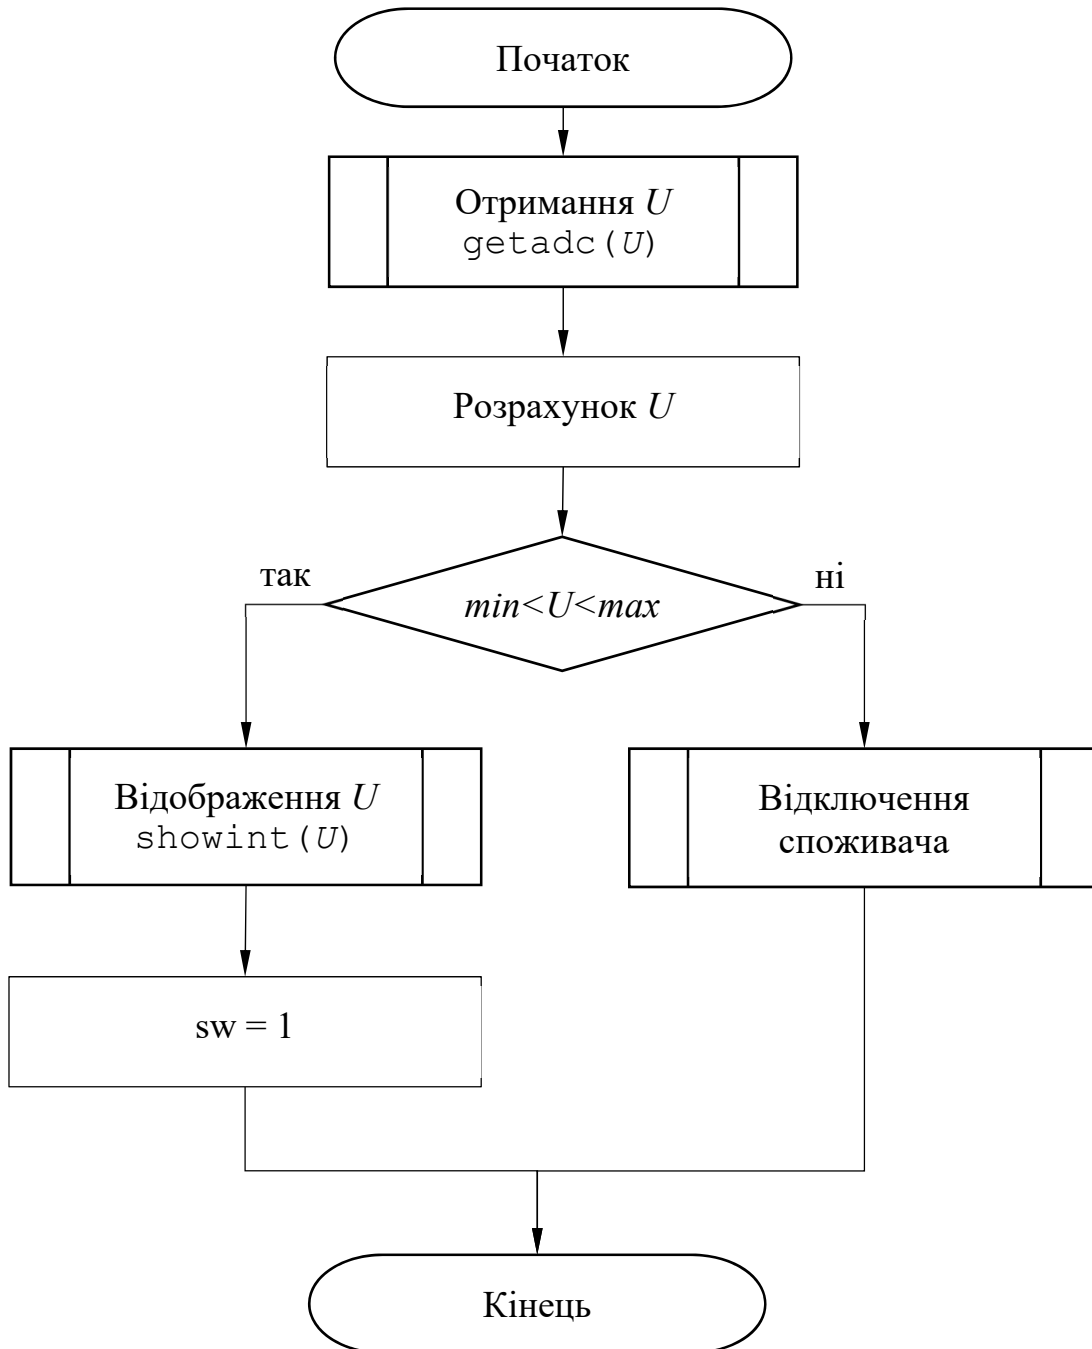 Початок
Отримання U
getadc(U)
Розрахунок U
так
ні
min<U<max
Відображення U
showint(U)
Відключення
споживача
sw = 1
Кінець